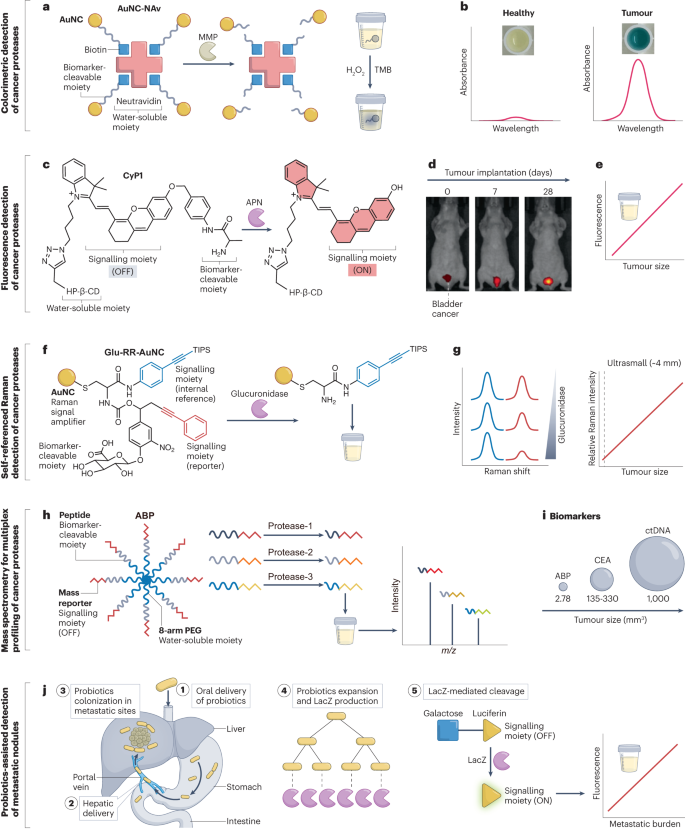 Colorimetric detection
of cancer proteases
a
AuNC-NAv
AuNC
Biotin
Biomarker-
cleavable
moiety
Neutravidin
Water-soluble
moiety
MMP
H₂O₂
TMB
b
Healthy
Tumour
Absorbance
Wavelength
Absorbance
Wavelength
Fluorescence detection
of cancer proteases
c
CyP1
N
+
O
O
N
N
N
HN
O
NH₂
HP-β-CD
Signalling moiety
(OFF)
Water-soluble moiety
Biomarker-
cleavable moiety
APN
N
+
O
OH
N
N
N
HP-β-CD
Signalling moiety
(ON)
d
Tumour implantation (days)
0
7
28
Bladder
cancer
e
Fluorescence
Tumour size
Self-referenced Raman
detection of cancer proteases
f
Glu-RR-AuNC
TIPS
AuNC
Raman
signal
amplifier
Signalling
moiety
(internal
reference)
Signalling
moiety (reporter)
Biomarker-
cleavable moiety
Glucuronidase
TIPS
g
Intensity
Raman shift
Glucuronidase
Ultrasmall (~4 mm)
Relative Raman intensity
Tumour size
Mass spectrometry for multiplex
profiling of cancer proteases
h
Peptide
Biomarker-
cleavable
moiety
ABP
Mass
reporter
Signalling
moiety
(OFF)
8-arm PEG
Water-soluble moiety
Protease-1
Protease-2
Protease-3
Intensity
m/z
i
Biomarkers
ABP
2.78
CEA
135-330
ctDNA
1,000
Tumour size (mm³)
Probiotics-assisted detection
of metastatic nodules
j
3 Probiotics
colonization in
metastatic sites
1 Oral delivery
of probiotics
Liver
Portal
vein
2 Hepatic
delivery
Stomach
Intestine
4 Probiotics expansion
and LacZ production
5 LacZ-mediated cleavage
Galactose
Luciferin
Signalling
moiety (OFF)
LacZ
Signalling
moiety (ON)
Fluorescence
Metastatic burden